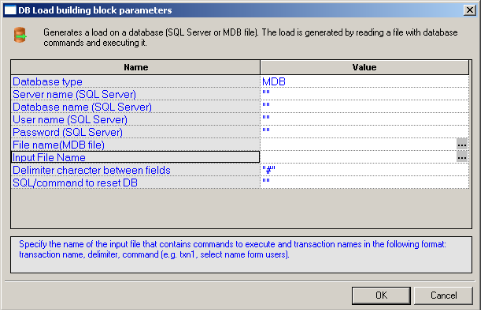 DB Load building block parameters
Generates a load on a database (SQL Server or MDB file). The load is generated by reading a file with database
commands and executing it.
Name Value
Database type MDB
Server name (SQL Server) ""
Database name (SQL Server) ""
User name (SQL Server) ""
Password (SQL Server) ""
File name(MDB file) ...
Input File Name ...
Delimiter character between fields "#"
SQL/command to reset DB ""
Specify the name of the input file that contains commands to execute and transaction names in the following format:
transaction name, delimiter, command (e.g. txn1, select name form users).
OK Cancel